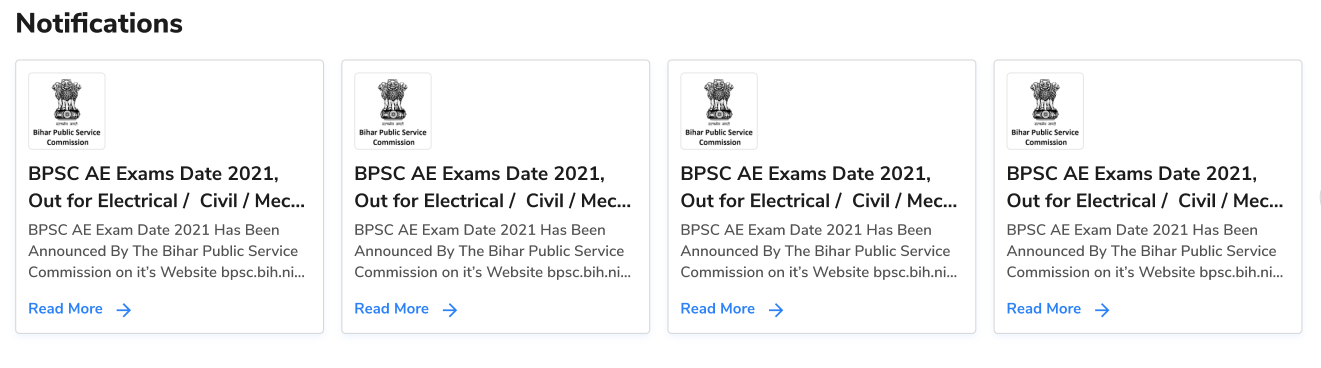 Notifications
Bihar Public Service
Commission
BPSC AE Exams Date 2021,
Out for Electrical /  Civil / Mec...
BPSC AE Exam Date 2021 Has Been
Announced By The Bihar Public Service
Commission on it's Website bpsc.bih.ni...
Read More
Bihar Public Service
Commission
BPSC AE Exams Date 2021,
Out for Electrical /  Civil / Mec...
BPSC AE Exam Date 2021 Has Been
Announced By The Bihar Public Service
Commission on it's Website bpsc.bih.ni...
Read More
Bihar Public Service
Commission
BPSC AE Exams Date 2021,
Out for Electrical /  Civil / Mec...
BPSC AE Exam Date 2021 Has Been
Announced By The Bihar Public Service
Commission on it's Website bpsc.bih.ni...
Read More
Bihar Public Service
Commission
BPSC AE Exams Date 2021,
Out for Electrical /  Civil / Mec...
BPSC AE Exam Date 2021 Has Been
Announced By The Bihar Public Service
Commission on it's Website bpsc.bih.ni...
Read More